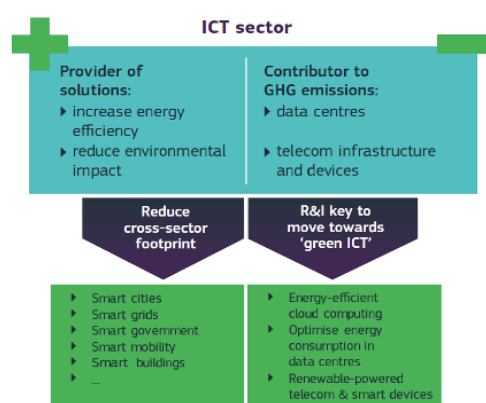 ICT sector
Provider of
solutions:
increase energy
efficiency
reduce environmental
impact
Contributor to
GHG emissions:
data centres
telecom infrastructure
and devices
Reduce
cross-sector
footprint
R&I key to
move towards
'green ICT'
Smart cities
Smart grids
Smart government
Smart mobility
Smart buildings
...
Energy-efficient
cloud computing
Optimise energy
consumption in
data centres
Renewable-powered
telecom & smart devices